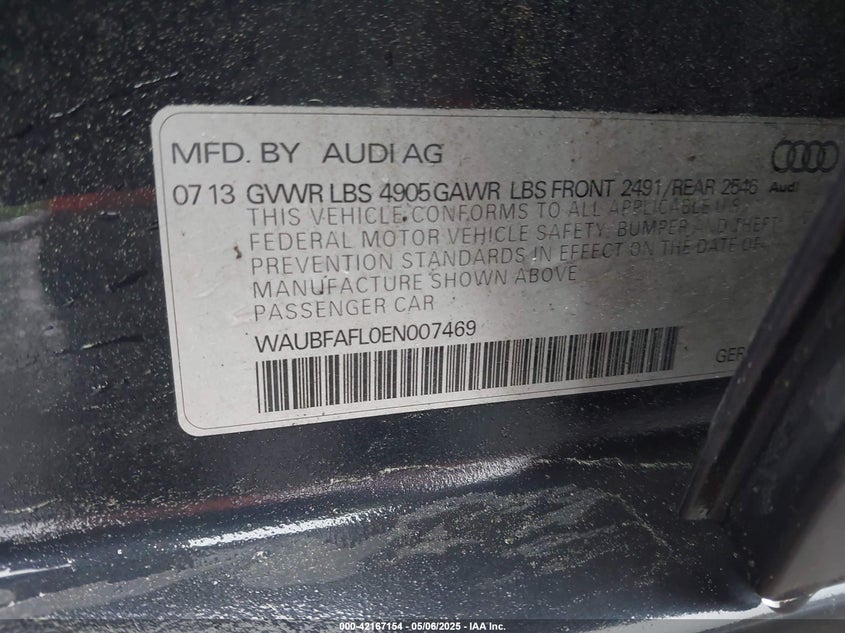 MFD. BY AUDI AG
07 13 GVWR LBS 4905 GAWR LBS FRONT 2491/REAR 2546
Audi
THIS VEHICLE CONFORMS TO ALL APPLICABLE U.S.
FEDERAL MOTOR VEHICLE SAFETY, BUMPER AND THEFT
PREVENTION STANDARDS IN EFFECT ON THE DATE OF
MANUFACTURE SHOWN ABOVE
PASSENGER CAR
WAUBFAFL0EN007469
GER
000-42167154 - 05/06/2025 - IAA Inc.